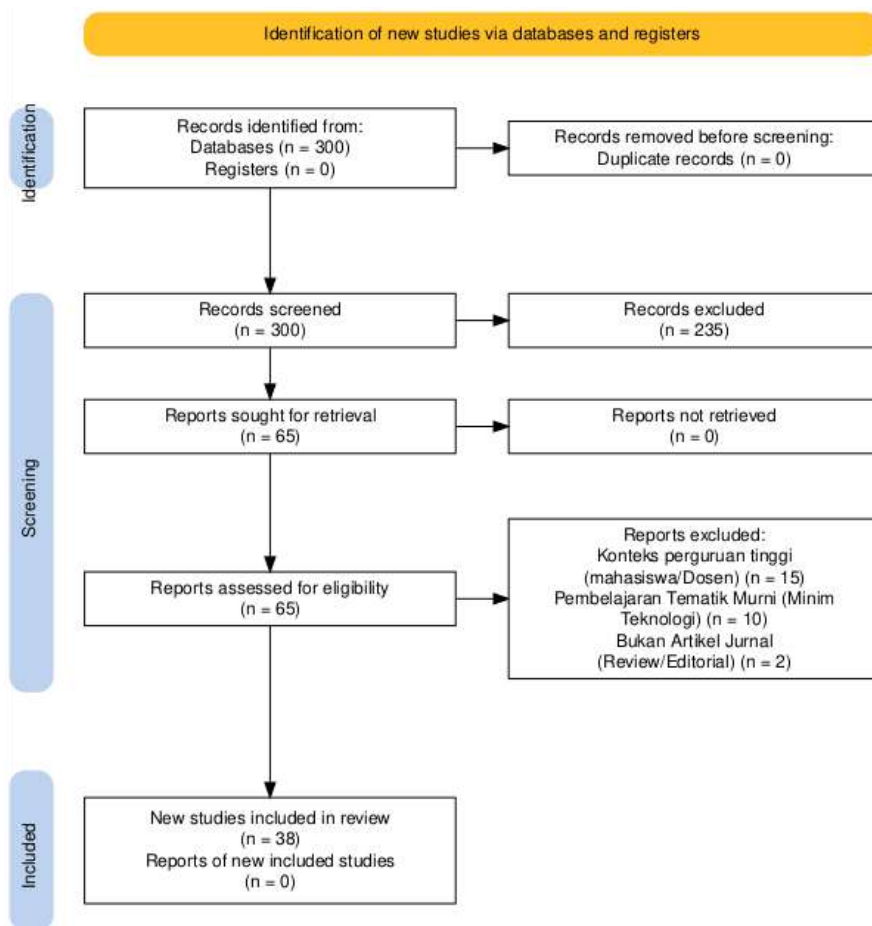 Identification of new studies via databases and registers
Identification
Records identified from:
Databases (n = 300)
Registers (n = 0)
Records removed before screening:
Duplicate records (n = 0)
Screening
Records screened
(n = 300)
Records excluded
(n = 235)
Reports sought for retrieval
(n = 65)
Reports not retrieved
(n = 0)
Reports assessed for eligibility
(n = 65)
Reports excluded:
Konteks perguruan tinggi
(mahasiswa/Dosen) (n = 15)
Pembelajaran Tematik Murni (Minim
Teknologi) (n = 10)
Bukan Artikel Jurnal
(Review/Editorial) (n = 2)
Included
New studies included in review
(n = 38)
Reports of new included studies
(n = 0)